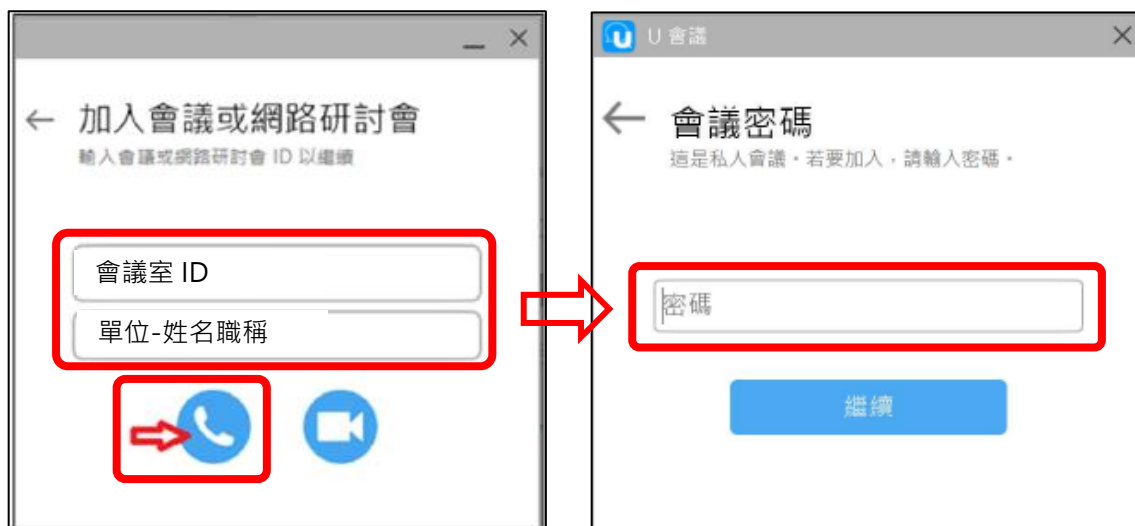 加入會議或網路研討會
輸入會議或網路研討會 ID 以繼續
會議室 ID
單位-姓名職稱
U 會議
會議密碼
這是私人會議。若要加入，請輸入密碼。
密碼
繼續